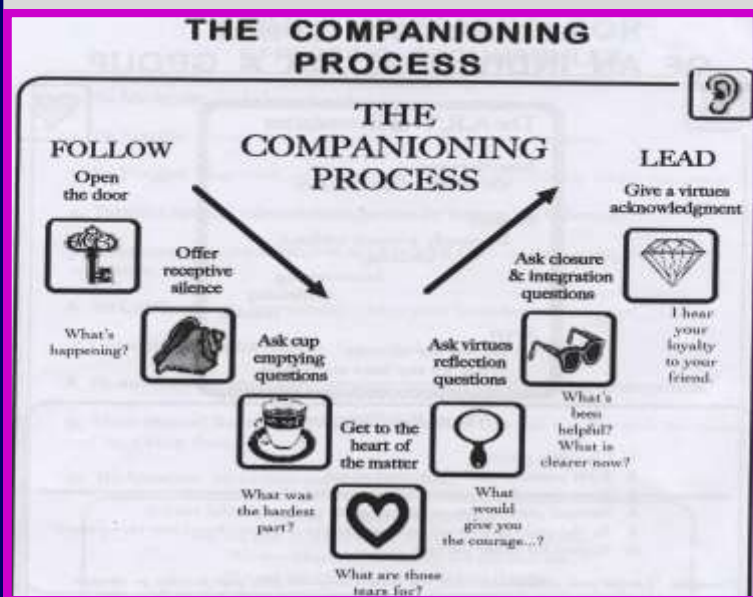 THE COMPANIONING
PROCESS
THE
COMPANIONING
PROCESS
FOLLOW
Open
the door
What's
happening?
Offer
receptive
silence
Ask cup
emptying
questions
What was
the hardest
part?
Get to the
heart of
the matter
What are those
tears for?
Ask virtues
reflection
questions
What
would
give you
the courage...?
Ask closure
& integration
questions
What's
been
helpful?
What is
clearer now?
LEAD
Give a virtues
acknowledgment
I hear
your
loyalty
to your
friend.